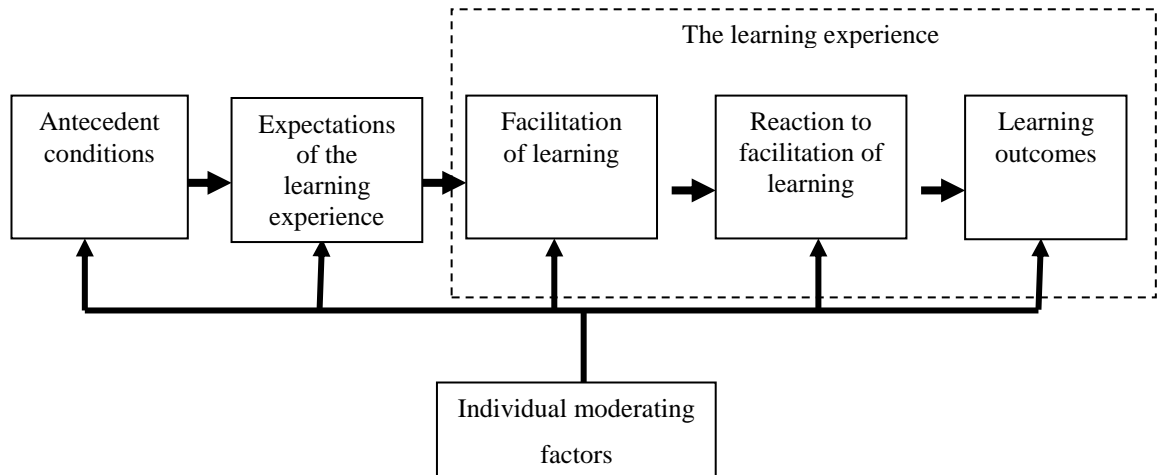 The learning experience
Antecedent
conditions
Expectations
of the
learning
experience
Facilitation
of learning
Reaction to
facilitation of
learning
Learning
outcomes
Individual moderating
factors